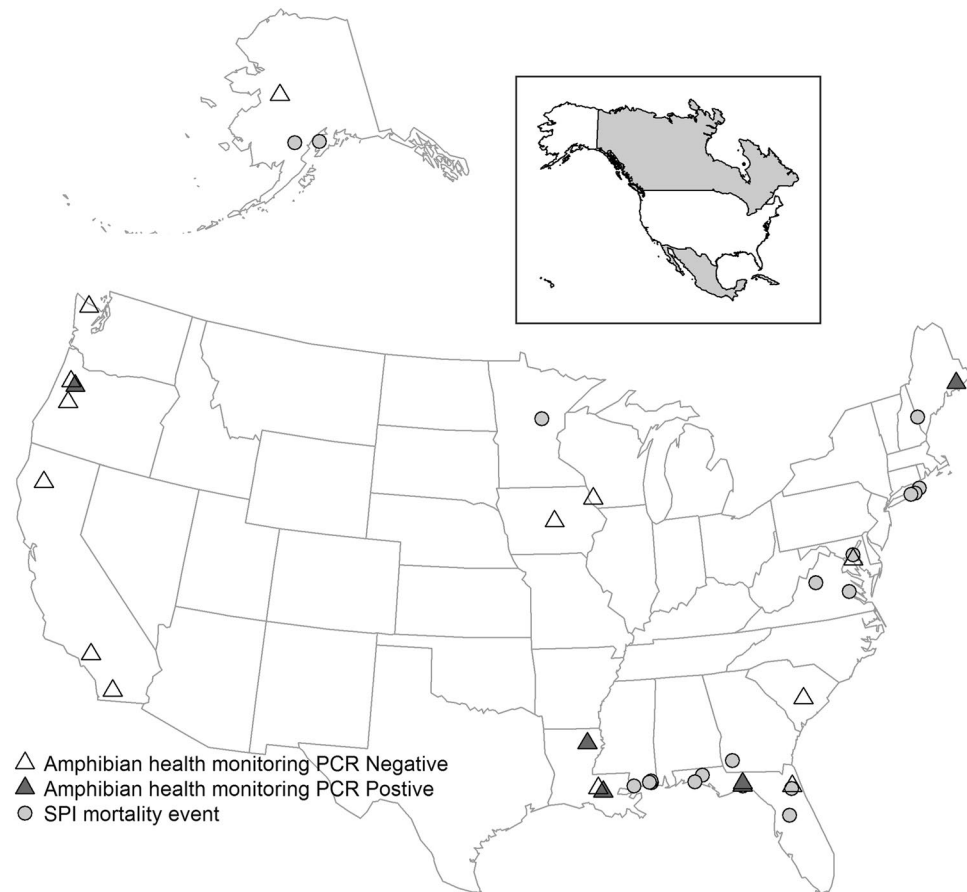 Amphibian health monitoring PCR Negative
Amphibian health monitoring PCR Postive
SPI mortality event